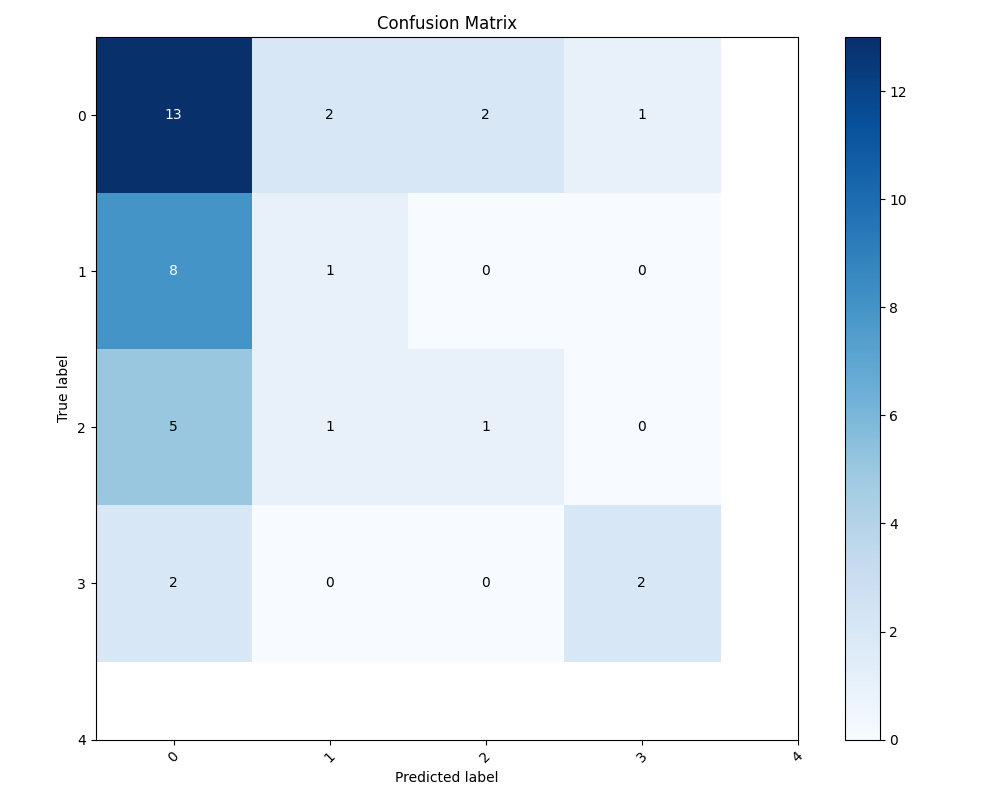 Confusion Matrix
0 13 2 2 1
1 8 1 0 0
2 5 1 1 0
3 2 0 0 2
4
0 1 2 3 4
True label
Predicted label
12
10
8
6
4
2
0